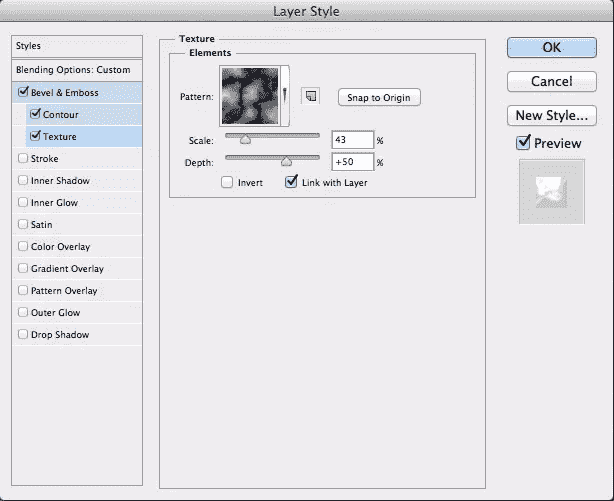 Layer Style
Styles
Blending Options: Custom
Bevel & Emboss
Contour
Texture
Stroke
Inner Shadow
Inner Glow
Satin
Color Overlay
Gradient Overlay
Pattern Overlay
Outer Glow
Drop Shadow
Texture
Elements
Pattern:
Snap to Origin
Scale: 43 %
Depth: +50 %
Invert Link with Layer
OK
Cancel
New Style...
Preview